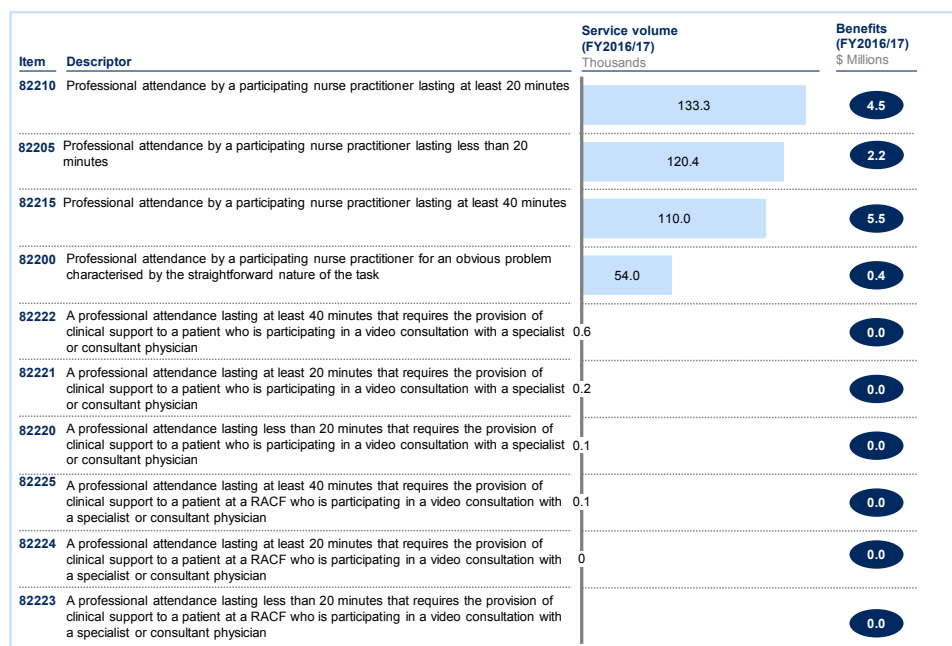 Service volume
(FY2016/17)
Thousands
Benefits
(FY2016/17)
$ Millions
Item Descriptor
82210 Professional attendance by a participating nurse practitioner lasting at least 20 minutes
133.3
4.5
82205 Professional attendance by a participating nurse practitioner lasting less than 20
minutes
120.4
2.2
82215 Professional attendance by a participating nurse practitioner lasting at least 40 minutes
110.0
5.5
82200 Professional attendance by a participating nurse practitioner for an obvious problem
characterised by the straightforward nature of the task
54.0
0.4
82222 A professional attendance lasting at least 40 minutes that requires the provision of
clinical support to a patient who is participating in a video consultation with a specialist
or consultant physician
0.6
0.0
82221 A professional attendance lasting at least 20 minutes that requires the provision of
clinical support to a patient who is participating in a video consultation with a specialist
or consultant physician
0.2
0.0
82220 A professional attendance lasting less than 20 minutes that requires the provision of
clinical support to a patient who is participating in a video consultation with a specialist
or consultant physician
0.1
0.0
82225 A professional attendance lasting at least 40 minutes that requires the provision of
clinical support to a patient at a RACF who is participating in a video consultation with
a specialist or consultant physician
0.1
0.0
82224 A professional attendance lasting at least 20 minutes that requires the provision of
clinical support to a patient at a RACF who is participating in a video consultation with
a specialist or consultant physician
0
0.0
82223 A professional attendance lasting less than 20 minutes that requires the provision of
clinical support to a patient at a RACF who is participating in a video consultation with
a specialist or consultant physician
0.0